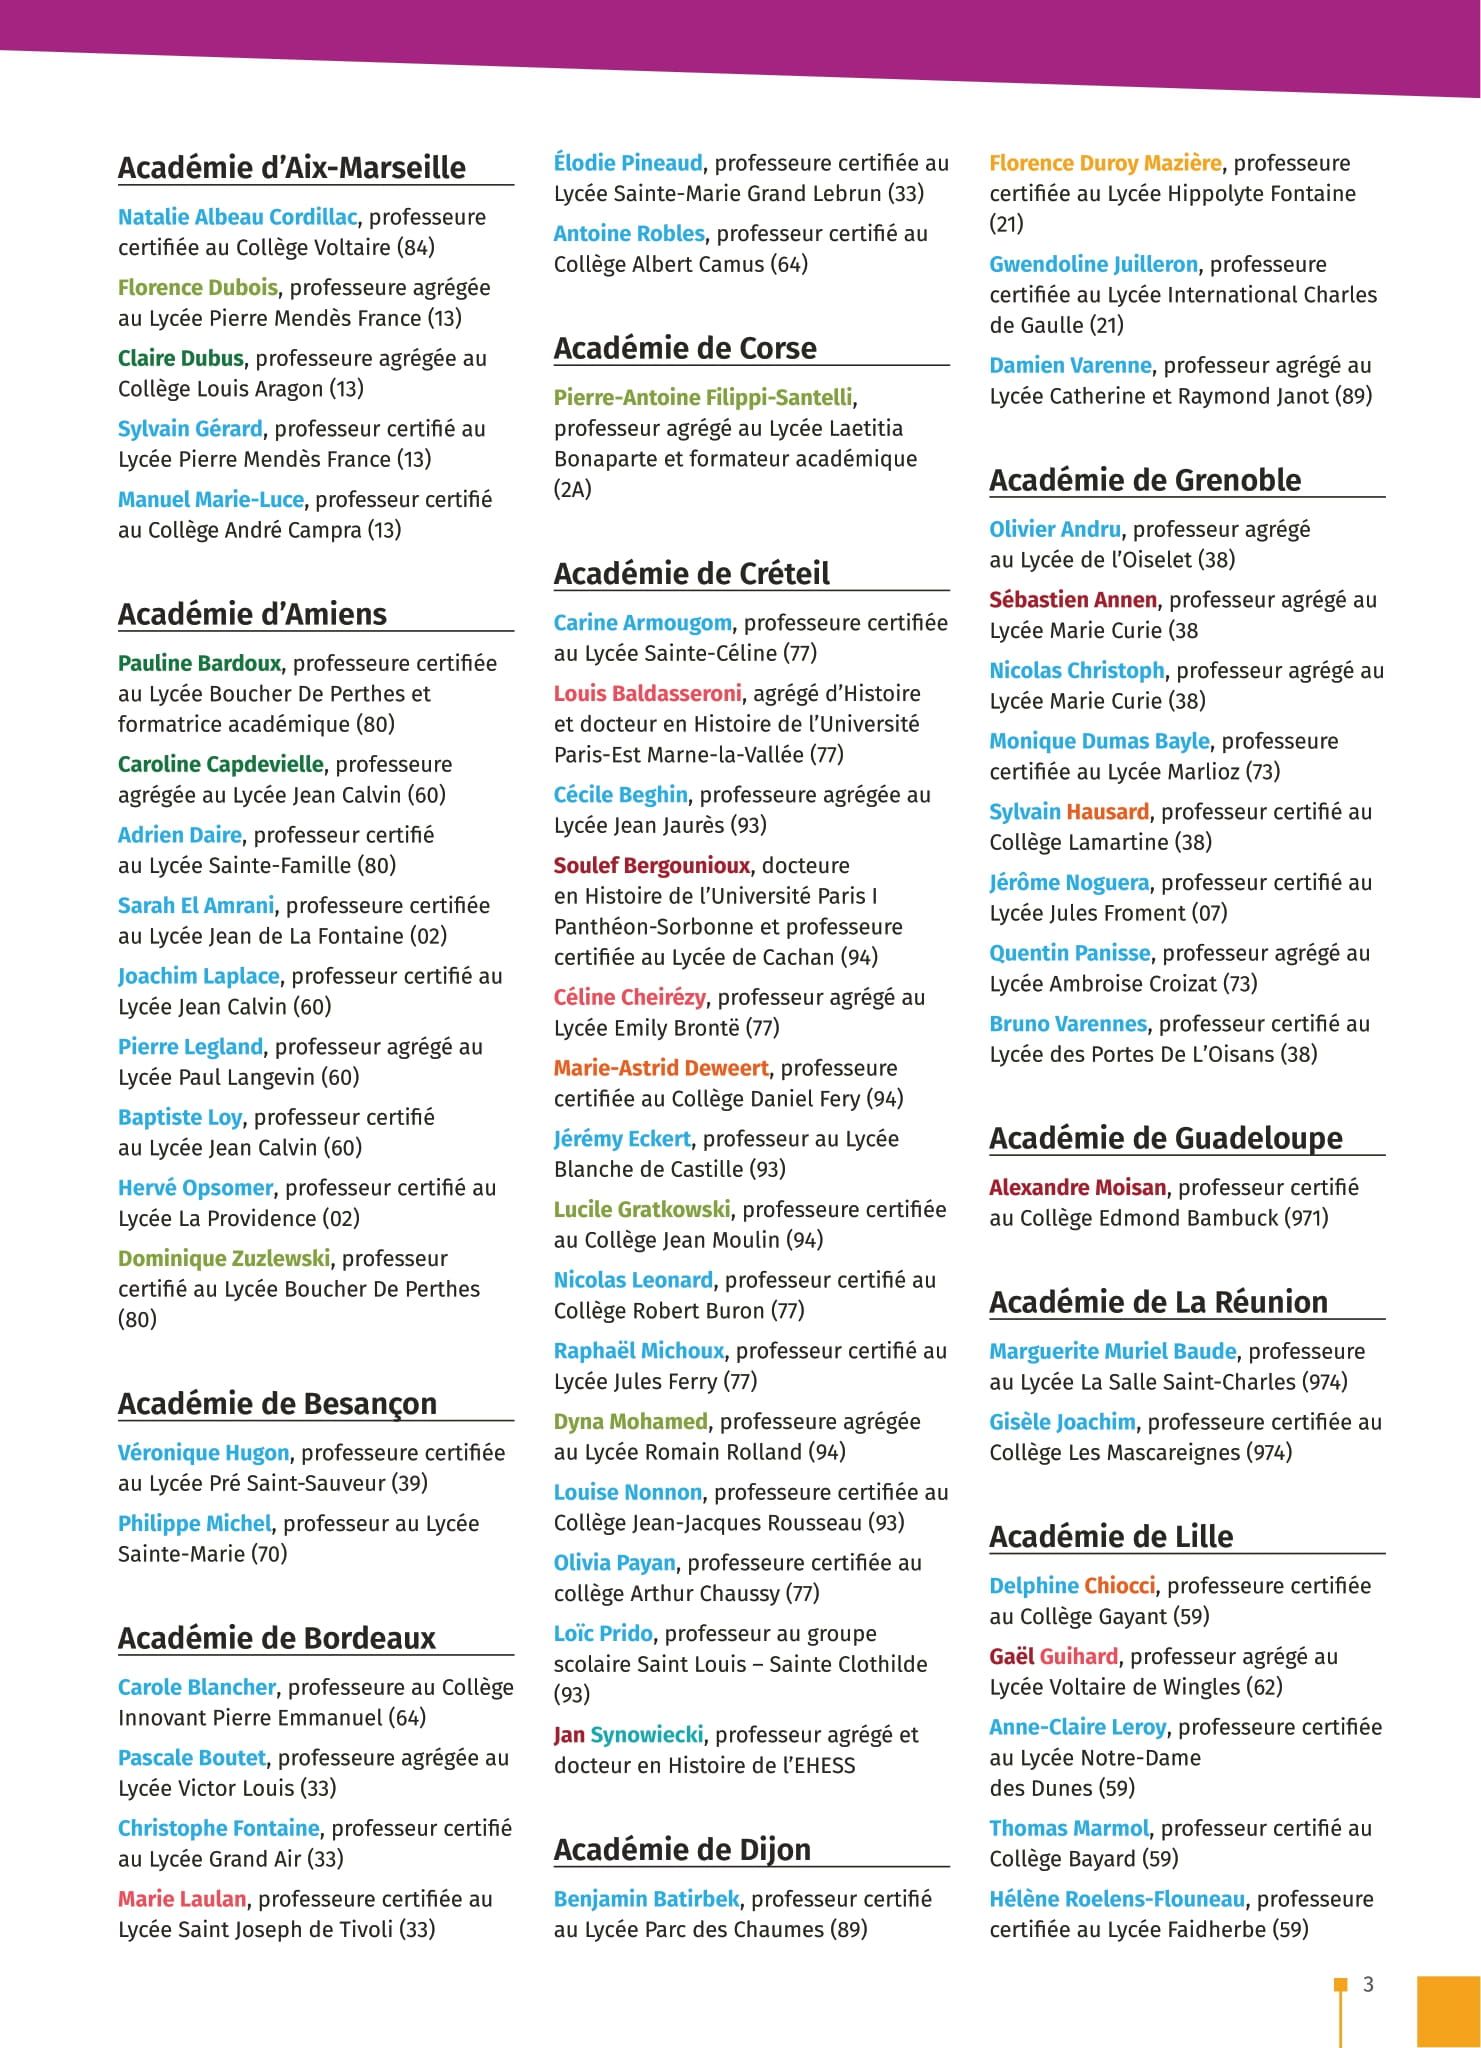 Académie d’Aix-Marseille
Natalie Albeau Cordillac, professeure
certifiée au Collège Voltaire (84)
Florence Dubois, professeure agrégée
au Lycée Pierre Mendès France (13)
Claire Dubus, professeure agrégée au
Collège Louis Aragon (13)
Sylvain Gérard, professeur certifié au
Lycée Pierre Mendès France (13)
Manuel Marie-Luce, professeur certifié
au Collège André Campra (13)
Académie d’Amiens
Pauline Bardoux, professeure certifiée
au Lycée Boucher De Perthes et
formatrice académique (80)
Caroline Capdevielle, professeure
agrégée au Lycée Jean Calvin (60)
Adrien Daire, professeur certifié
au Lycée Sainte-Famille (80)
Sarah El Amrani, professeure certifiée
au Lycée Jean de La Fontaine (02)
Joachim Laplace, professeur certifié au
Lycée Jean Calvin (60)
Pierre Legland, professeur agrégé au
Lycée Paul Langevin (60)
Baptiste Loy, professeur certifié
au Lycée Jean Calvin (60)
Hervé Opsomer, professeur certifié au
Lycée La Providence (02)
Dominique Zuzlewski, professeur
certifié au Lycée Boucher De Perthes
(80)
Académie de Besançon
Véronique Hugon, professeure certifiée
au Lycée Pré Saint-Sauveur (39)
Philippe Michel, professeur au Lycée
Sainte-Marie (70)
Académie de Bordeaux
Carole Blancher, professeure au Collège
Innovant Pierre Emmanuel (64)
Pascale Boutet, professeure agrégée au
Lycée Victor Louis (33)
Christophe Fontaine, professeur certifié
au Lycée Grand Air (33)
Marie Laulan, professeure certifiée au
Lycée Saint Joseph de Tivoli (33)
Élodie Pineaud, professeure certifiée au
Lycée Sainte-Marie Grand Lebrun (33)
Antoine Robles, professeur certifié au
Collège Albert Camus (64)
Académie de Corse
Pierre-Antoine Filippi-Santelli,
professeur agrégé au Lycée Laetitia
Bonaparte et formateur académique
(2A)
Académie de Créteil
Carine Armougom, professeure certifiée
au Lycée Sainte-Céline (77)
Louis Baldasseroni, agrégé d’Histoire
et docteur en Histoire de l’Université
Paris-Est Marne-la-Vallée (77)
Cécile Beghin, professeure agrégée au
Lycée Jean Jaurès (93)
Soulef Bergounioux, docteure
en Histoire de l’Université Paris I
Panthéon-Sorbonne et professeure
certifiée au Lycée de Cachan (94)
Céline Cheirézy, professeur agrégé au
Lycée Emily Brontë (77)
Marie-Astrid Deweert, professeure
certifiée au Collège Daniel Fery (94)
Jérémy Eckert, professeur au Lycée
Blanche de Castille (93)
Lucile Gratkowski, professeure certifiée
au Collège Jean Moulin (94)
Nicolas Leonard, professeur certifié au
Collège Robert Buron (77)
Raphaël Michoux, professeur certifié au
Lycée Jules Ferry (77)
Dyna Mohamed, professeure agrégée
au Lycée Romain Rolland (94)
Louise Nonnon, professeure certifiée au
Collège Jean-Jacques Rousseau (93)
Olivia Payan, professeure certifiée au
collège Arthur Chaussy (77)
Loïc Prido, professeur au groupe
scolaire Saint Louis – Sainte Clothilde
(93)
Jan Synowiecki, professeur agrégé et
docteur en Histoire de l’EHESS
Académie de Dijon
Benjamin Batirbek, professeur certifié
au Lycée Parc des Chaumes (89)
Florence Duroy Mazière, professeure
certifiée au Lycée Hippolyte Fontaine
(21)
Gwendoline Juilleron, professeure
certifiée au Lycée International Charles
de Gaulle (21)
Damien Varenne, professeur agrégé au
Lycée Catherine et Raymond Janot (89)
Académie de Grenoble
Olivier Andru, professeur agrégé
au Lycée de l’Oiselet (38)
Sébastien Annen, professeur agrégé au
Lycée Marie Curie (38
Nicolas Christoph, professeur agrégé au
Lycée Marie Curie (38)
Monique Dumas Bayle, professeure
certifiée au Lycée Marlioz (73)
Sylvain Hausard, professeur certifié au
Collège Lamartine (38)
Jérôme Noguera, professeur certifié au
Lycée Jules Froment (07)
Quentin Panisse, professeur agrégé au
Lycée Ambroise Croizat (73)
Bruno Varennes, professeur certifié au
Lycée des Portes De L’Oisans (38)
Académie de Guadeloupe
Alexandre Moisan, professeur certifié
au Collège Edmond Bambuck (971)
Académie de La Réunion
Marguerite Muriel Baude, professeure
au Lycée La Salle Saint-Charles (974)
Gisèle Joachim, professeure certifiée au
Collège Les Mascareignes (974)
Académie de Lille
Delphine Chiocci, professeure certifiée
au Collège Gayant (59)
Gaël Guihard, professeur agrégé au
Lycée Voltaire de Wingles (62)
Anne-Claire Leroy, professeure certifiée
au Lycée Notre-Dame
des Dunes (59)
Thomas Marmol, professeur certifié au
Collège Bayard (59)
Hélène Roelens-Flouneau, professeure
certifiée au Lycée Faidherbe (59)
3